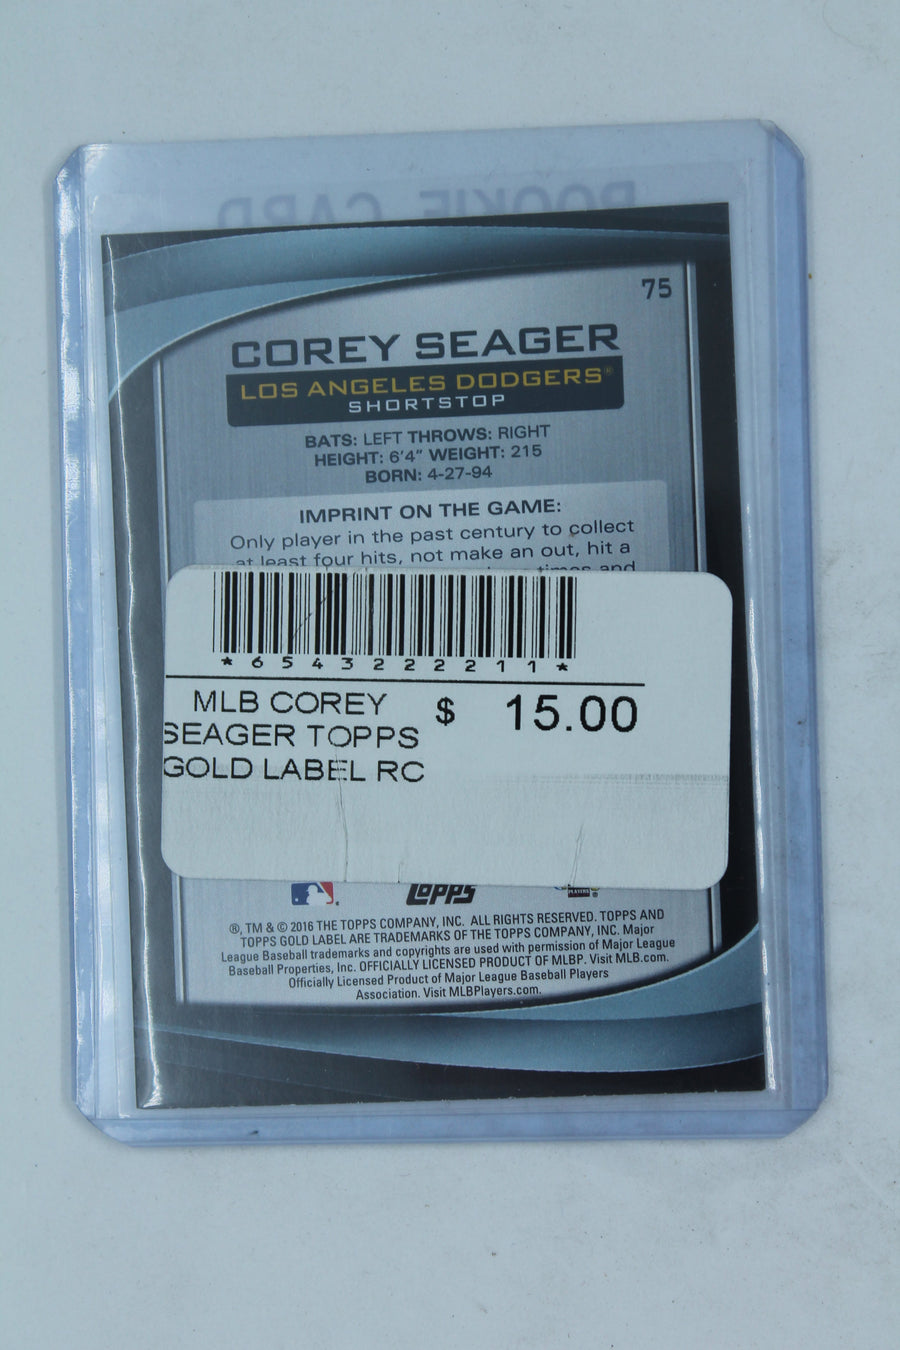 ROOKIE CARD
75
COREY SEAGER
LOS ANGELES DODGERS®
SHORTSTOP
BATS: LEFT THROWS: RIGHT
HEIGHT: 6'4" WEIGHT: 215
BORN: 4-27-94
IMPRINT ON THE GAME:
Only player in the past century to collect
at least four hits, not make an out, hit a
times and
*6543222211*
MLB COREY $ 15.00
SEAGER TOPPS
GOLD LABEL RC
Topps
®, TM & © 2016 THE TOPPS COMPANY, INC. ALL RIGHTS RESERVED. TOPPS AND
TOPPS GOLD LABEL ARE TRADEMARKS OF THE TOPPS COMPANY, INC. Major
League Baseball trademarks and copyrights are used with permission of Major League
Baseball Properties, Inc. OFFICIALLY LICENSED PRODUCT OF MLBP. Visit MLB.com.
Officially Licensed Product of Major League Baseball Players
Association. Visit MLBPlayers.com.